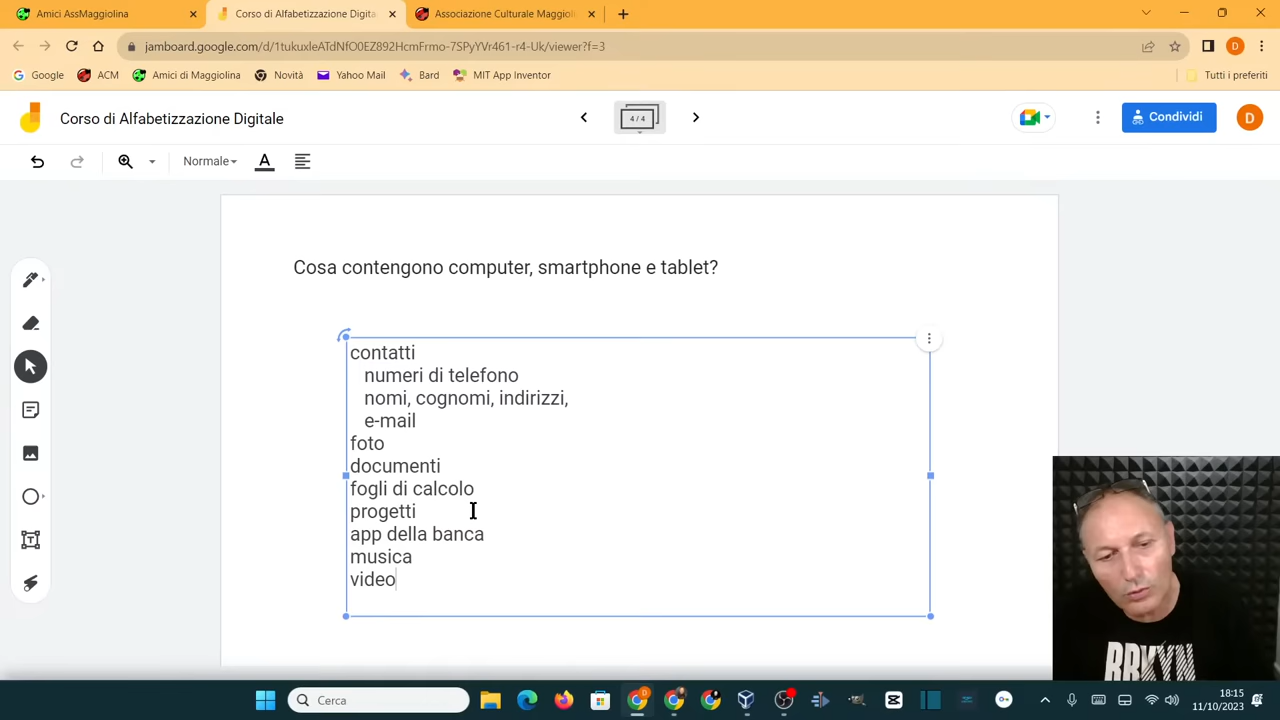 Amici AssMaggiolina
Corso di Alfabetizzazione Digita
Associazione Culturale Maggiolin
jamboard.google.com/d/1tukuxleATdNfO0EZ892HcmFrmo-7SPyYVr461-r4-Uk/viewer?f=3
D
Google ACM Amici di Maggiolina Novità Yahoo Mail Bard MIT App Inventor Tutti i preferiti
Corso di Alfabetizzazione Digitale
4 / 4
Condividi
D
Normale
A
Cosa contengono computer, smartphone e tablet?
contatti
numeri di telefono
nomi, cognomi, indirizzi,
e-mail
foto
documenti
fogli di calcolo
progetti
app della banca
musica
video
BRKYN
Cerca
18:15
11/10/2023